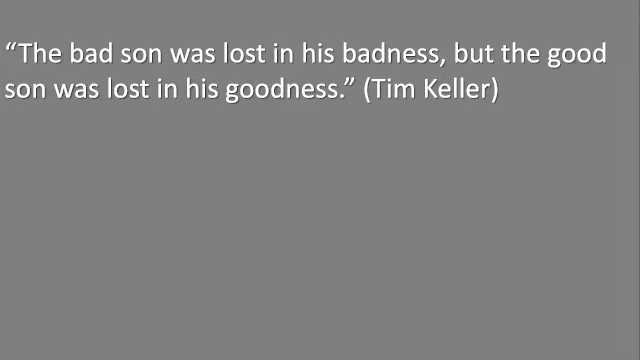 “The bad son was lost in his badness, but the good
son was lost in his goodness.” (Tim Keller)